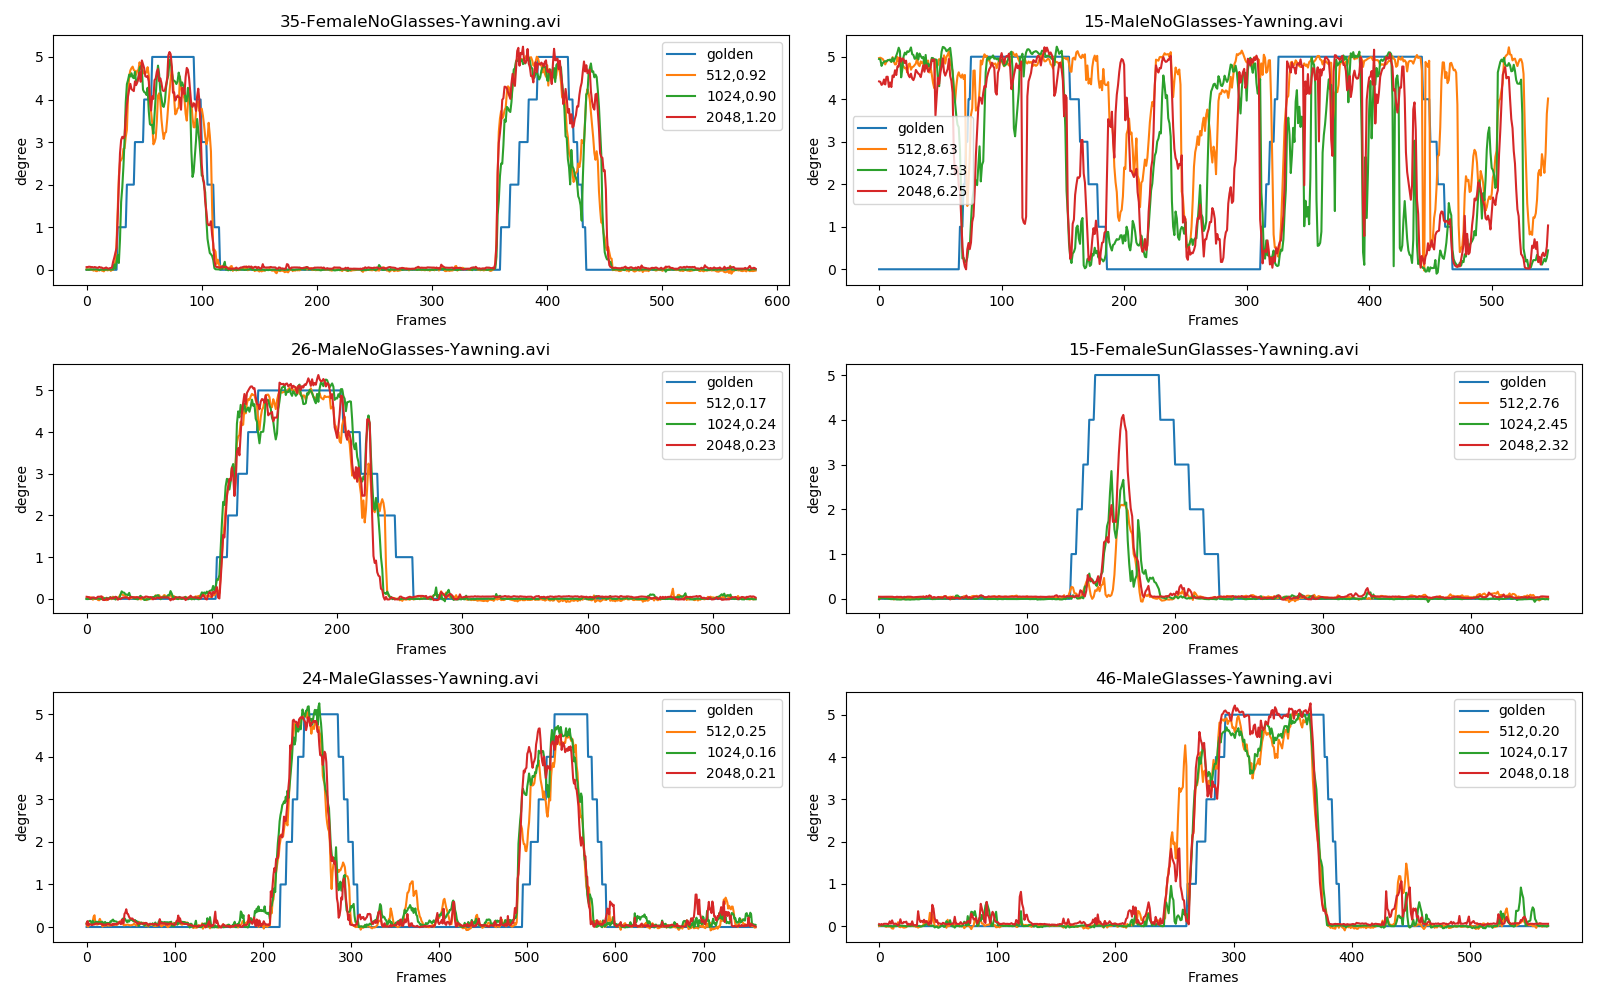 35-FemaleNoGlasses-Yawning.avi
degree
5
4
3
2
1
0
golden
512,0.92
1024,0.90
2048,1.20
0 100 200 300 400 500 600
Frames
15-MaleNoGlasses-Yawning.avi
degree
5
4
3
2
1
0
golden
512,8.63
1024,7.53
2048,6.25
0 100 200 300 400 500
Frames
26-MaleNoGlasses-Yawning.avi
degree
5
4
3
2
1
0
golden
512,0.17
1024,0.24
2048,0.23
0 100 200 300 400 500
Frames
15-FemaleSunGlasses-Yawning.avi
degree
5
4
3
2
1
0
golden
512,2.76
1024,2.45
2048,2.32
0 100 200 300 400
Frames
24-MaleGlasses-Yawning.avi
degree
5
4
3
2
1
0
golden
512,0.25
1024,0.16
2048,0.21
0 100 200 300 400 500 600 700
Frames
46-MaleGlasses-Yawning.avi
degree
5
4
3
2
1
0
golden
512,0.20
1024,0.17
2048,0.18
0 100 200 300 400 500
Frames